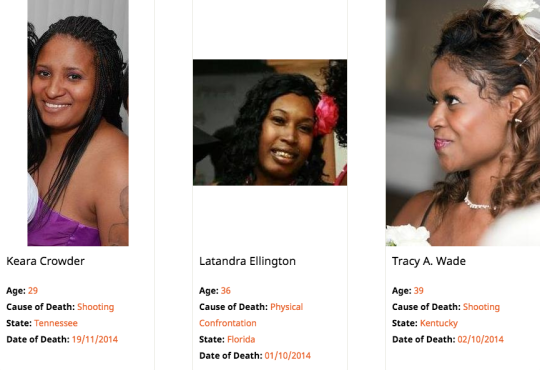 Keara Crowder
Age: 29
Cause of Death: Shooting
State: Tennessee
Date of Death: 19/11/2014
Latandra Ellington
Age: 36
Cause of Death: Physical
Confrontation
State: Florida
Date of Death: 01/10/2014
Tracy A. Wade
Age: 39
Cause of Death: Shooting
State: Kentucky
Date of Death: 02/10/2014